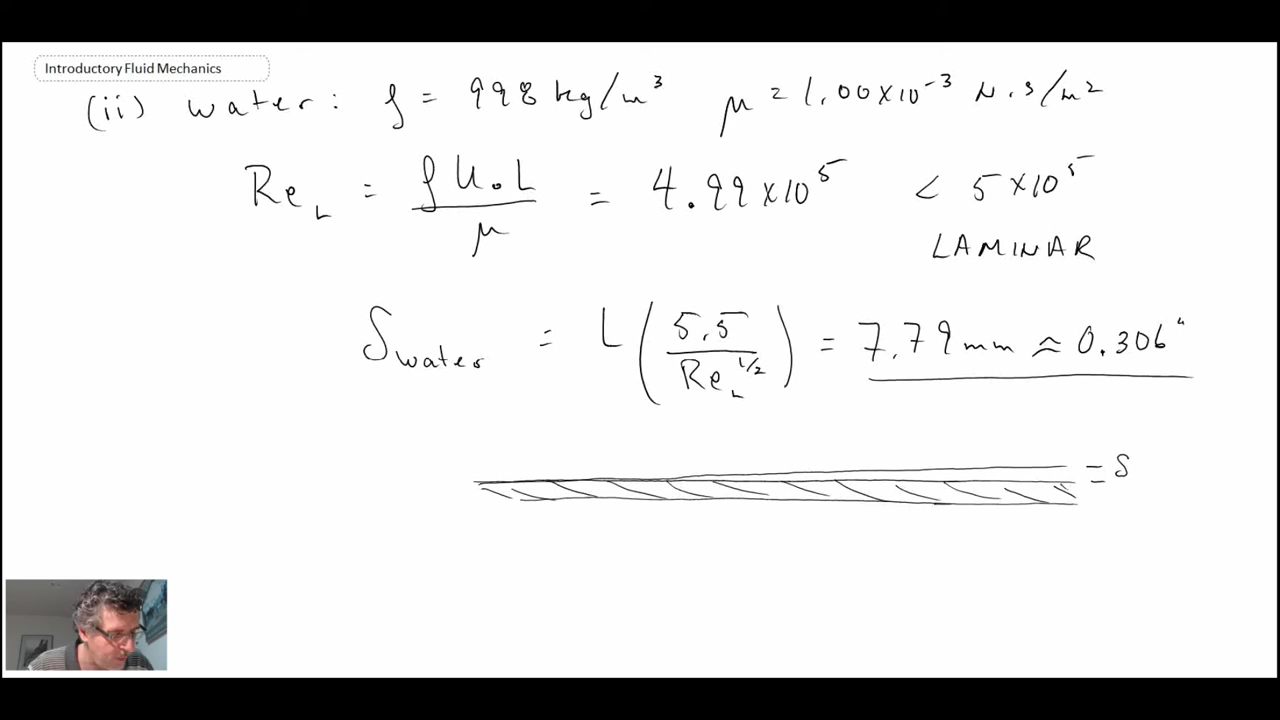 Introductory Fluid Mechanics
(ii) water: ρ = 998 kg/m³ μ = 1.00×10⁻³ N.s/m²
Re_L = ρ U₀ L / μ = 4.99×10⁵ < 5×10⁵
LAMINAR
δ_water = L (5.5 / Re_L^1/2) = 7.79 mm ≈ 0.306"
= δ